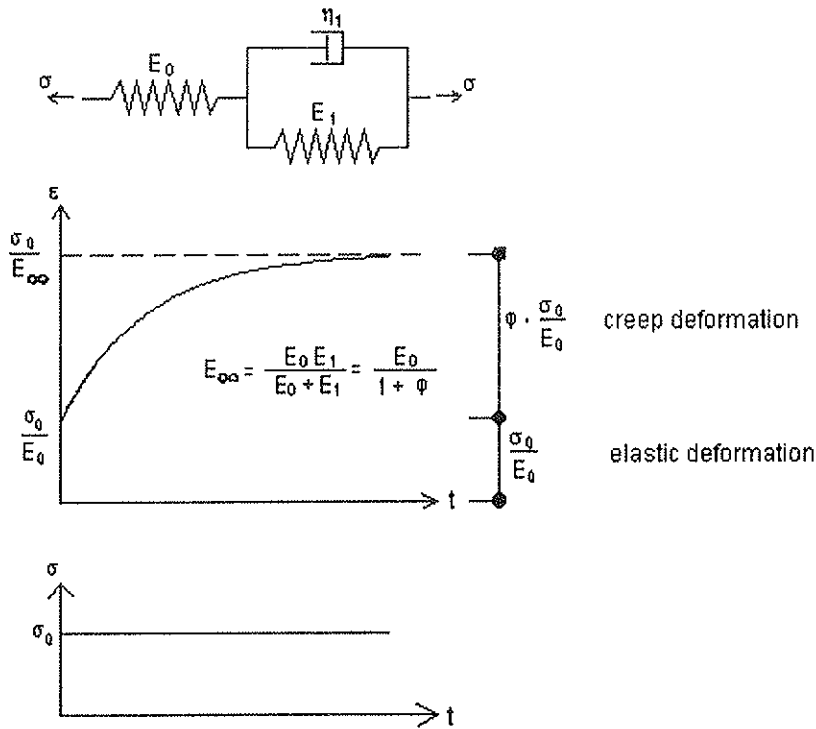 η₁
E₀
σ
σ
E₁
ε
σ₀
E∞
φ · σ₀ / E₀ creep deformation
E∞ = E₀ E₁ / E₀ + E₁ = E₀ / 1 + φ
σ₀
E₀
σ₀ / E₀ elastic deformation
t
σ
σ₀
t